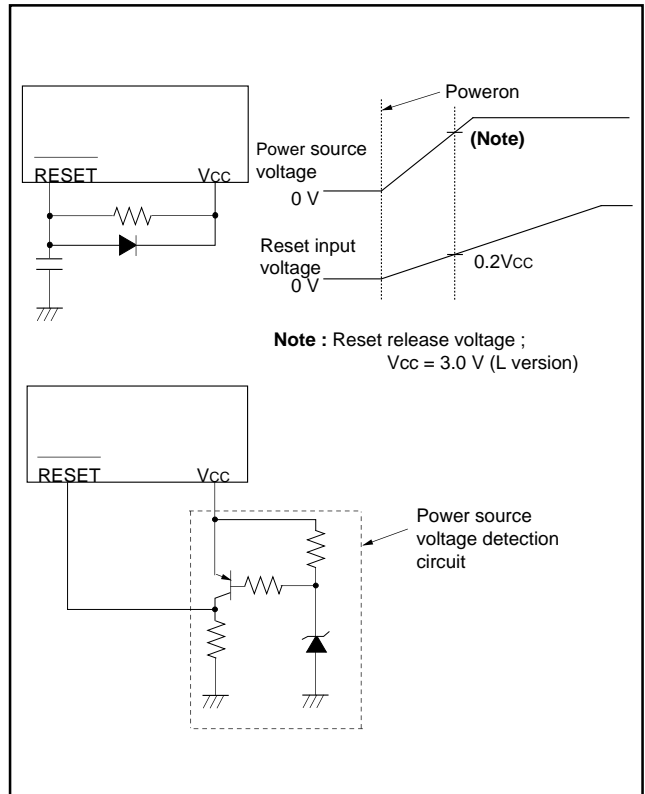 Poweron
(Note)
Power source
voltage
0 V
RESET
VCC
Reset input
voltage
0 V
0.2VCC
Note : Reset release voltage ;
Vcc = 3.0 V (L version)
RESET
VCC
Power source
voltage detection
circuit